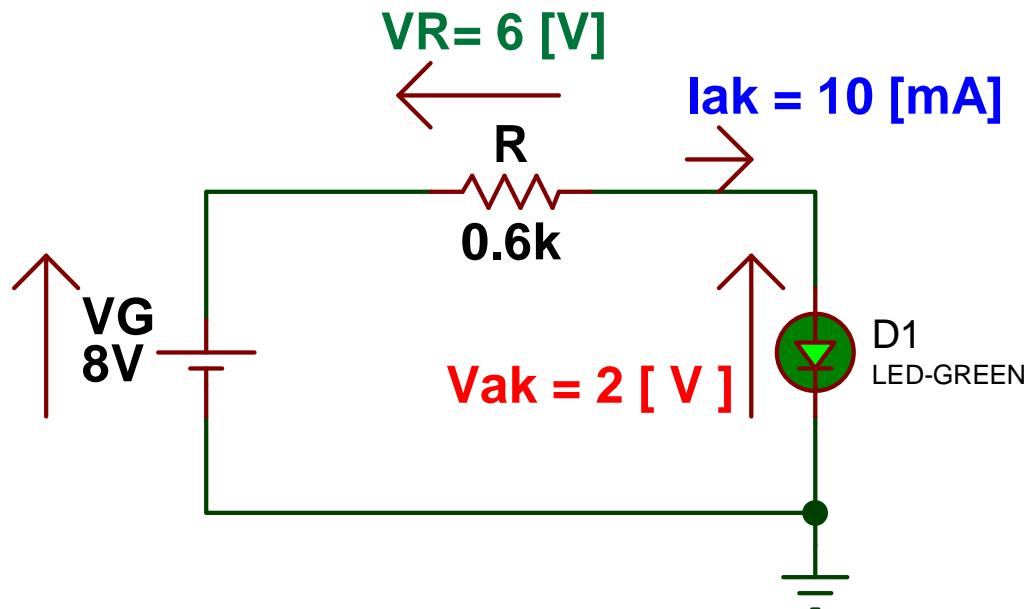 VR= 6 [V]
Iak = 10 [mA]
R
0.6k
VG
8V
Vak = 2 [ V ]
D1
LED-GREEN